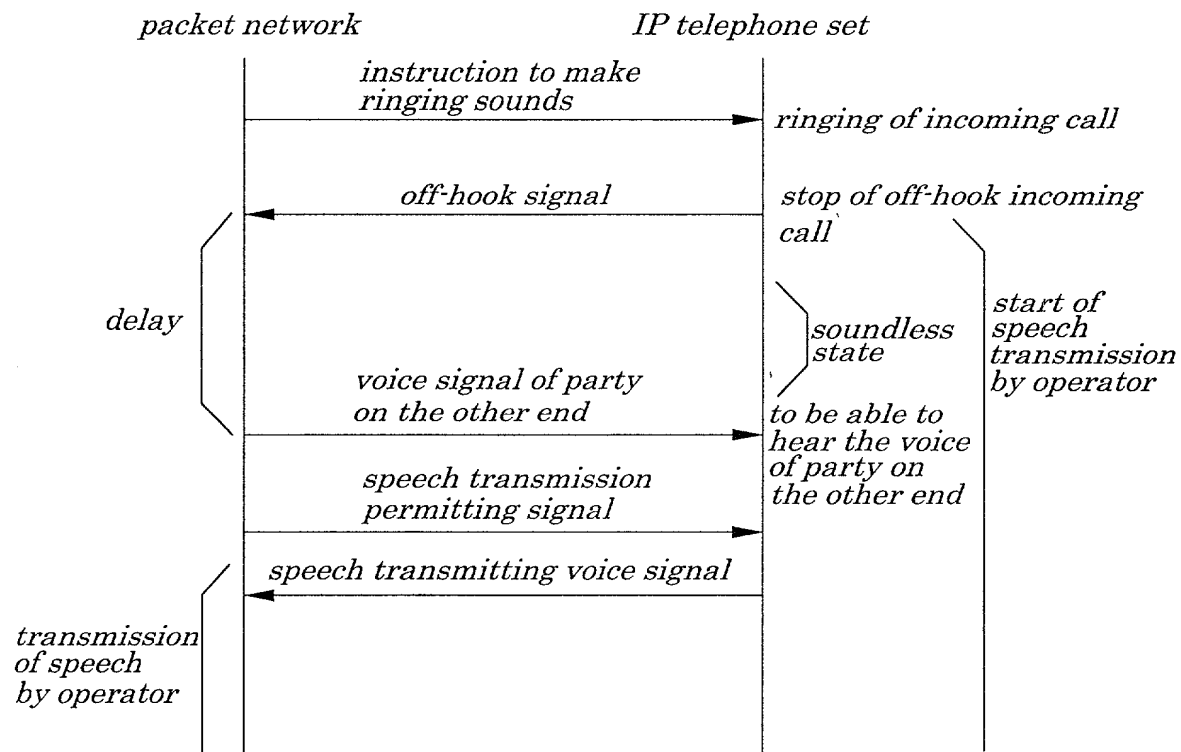 packet network
IP telephone set
instruction to make
ringing sounds
ringing of incoming call
off-hook signal
stop of off-hook incoming
call
delay
soundless
state
start of
speech
transmission
by operator
voice signal of party
on the other end
to be able to
hear the voice
of party on
the other end
speech transmission
permitting signal
speech transmitting voice signal
transmission
of speech
by operator